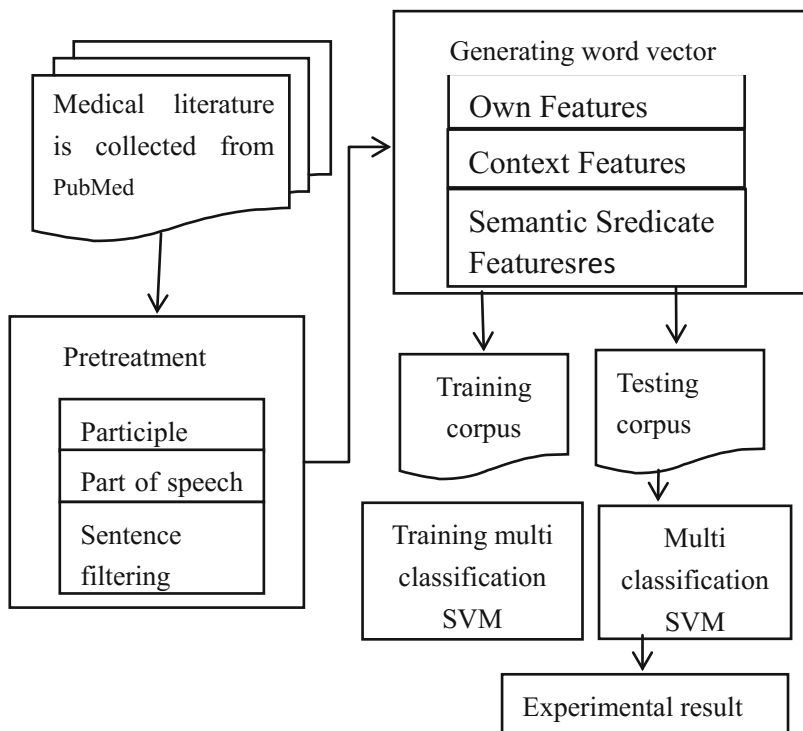 Medical literature
is collected from
PubMed
Pretreatment
Participle
Part of speech
Sentence
filtering
Generating word vector
Own Features
Context Features
Semantic Sredicate
Featuresres
Training
corpus
Testing
corpus
Training multi
classification
SVM
Multi
classification
SVM
Experimental result